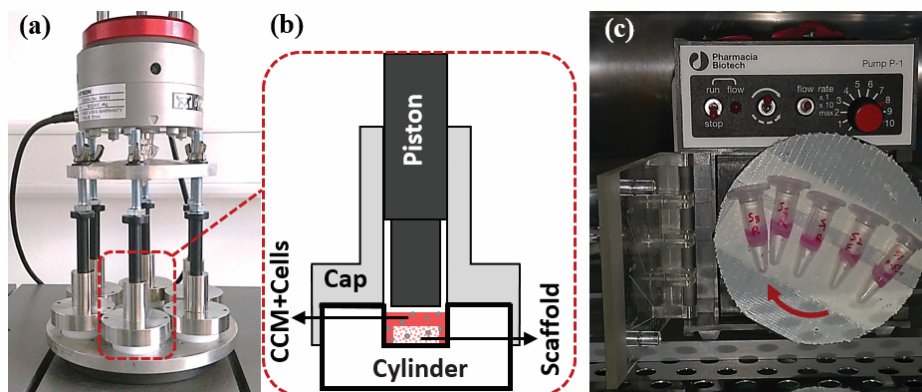 (a)
(b)
Piston
Cap
CCM+Cells
Scaffold
Cylinder
(c)
Pharmacia
Biotech
Pump P-1
run flow
stop
flow rate
x 1
x 10
max
1
2
3
4
5
6
7
8
9
10